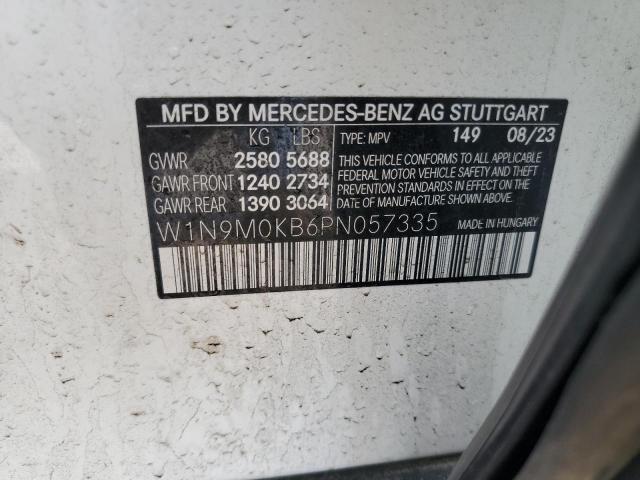 MFD BY MERCEDES-BENZ AG STUTTGART
KG LBS TYPE: MPV 149 08/23
GVWR 2580 5688
GAWR FRONT 1240 2734
GAWR REAR 1390 3064
THIS VEHICLE CONFORMS TO ALL APPLICABLE
FEDERAL MOTOR VEHICLE SAFETY AND THEFT
PREVENTION STANDARDS IN EFFECT ON THE
DATE OF MANUFACTURE SHOWN ABOVE.
W1N9M0KB6PN057335 MADE IN HUNGARY